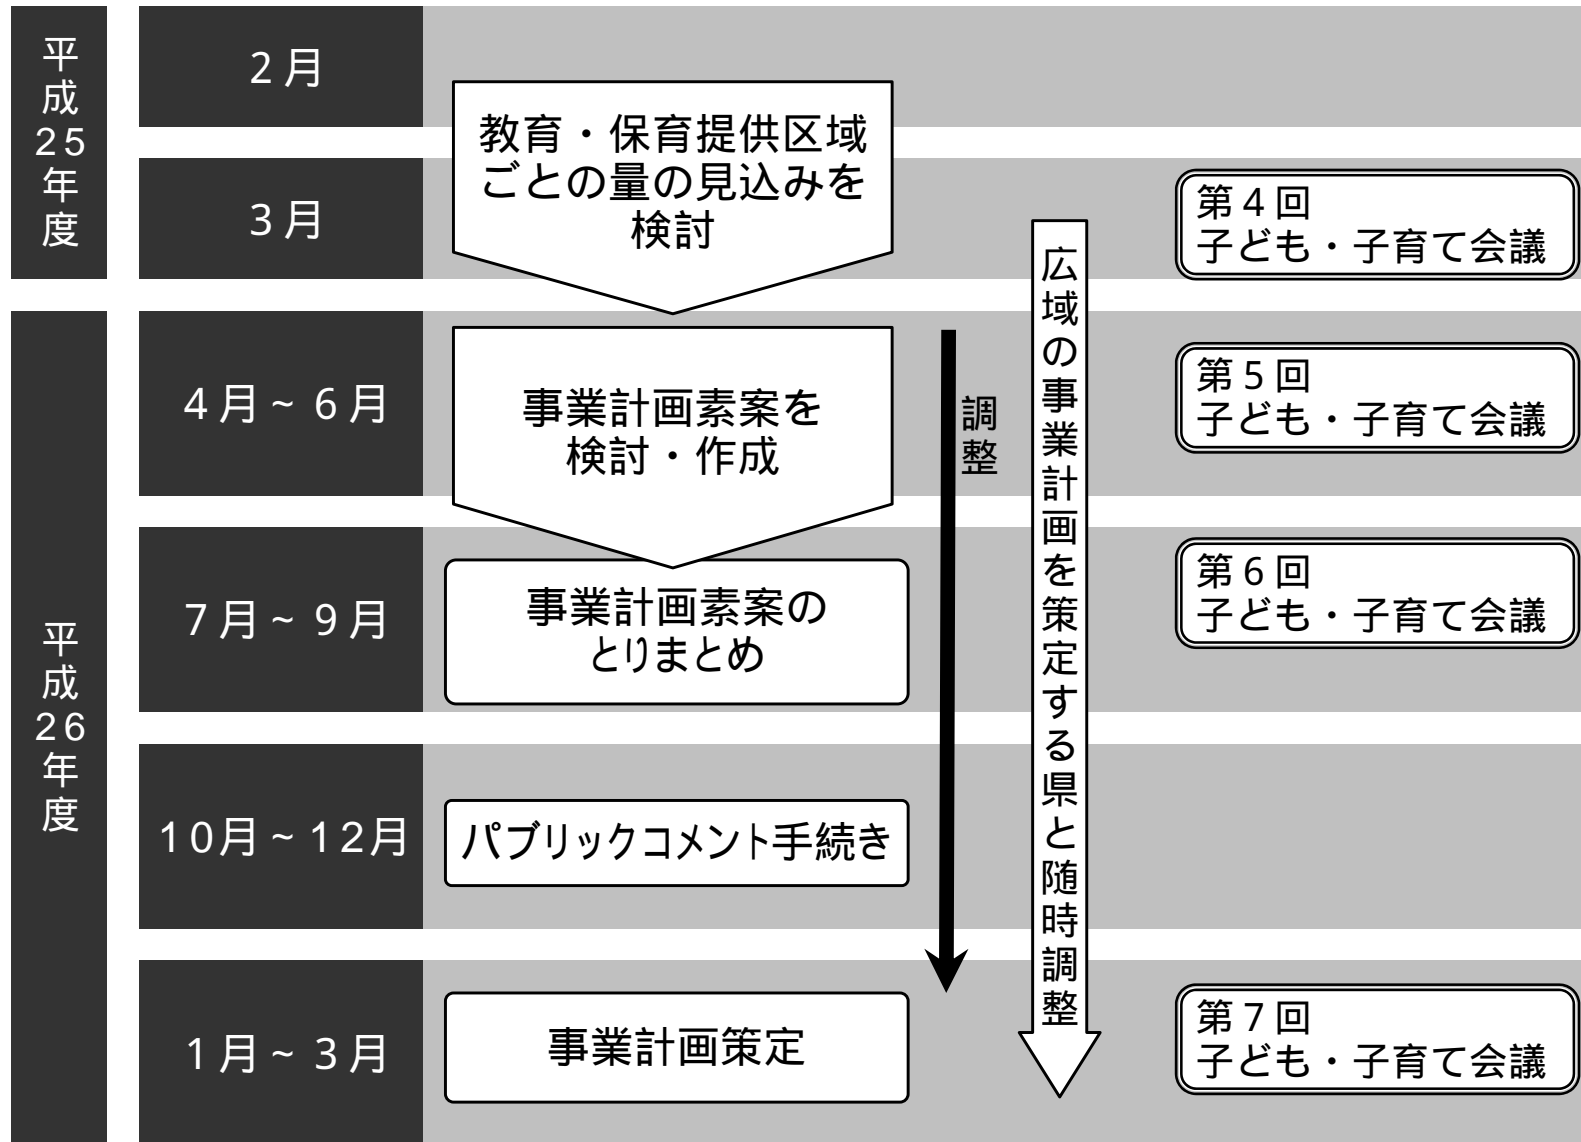 平成25年度
2月
教育・保育提供区域
ごとの量の見込みを
検討
3月
第4回
子ども・子育て会議
広域の事業計画を策定する県と随時調整
平成26年度
4月~6月
事業計画素案を
検討・作成
調整
第5回
子ども・子育て会議
7月~9月
事業計画素案の
とりまとめ
第6回
子ども・子育て会議
10月~12月
パブリックコメント手続き
1月~3月
事業計画策定
第7回
子ども・子育て会議